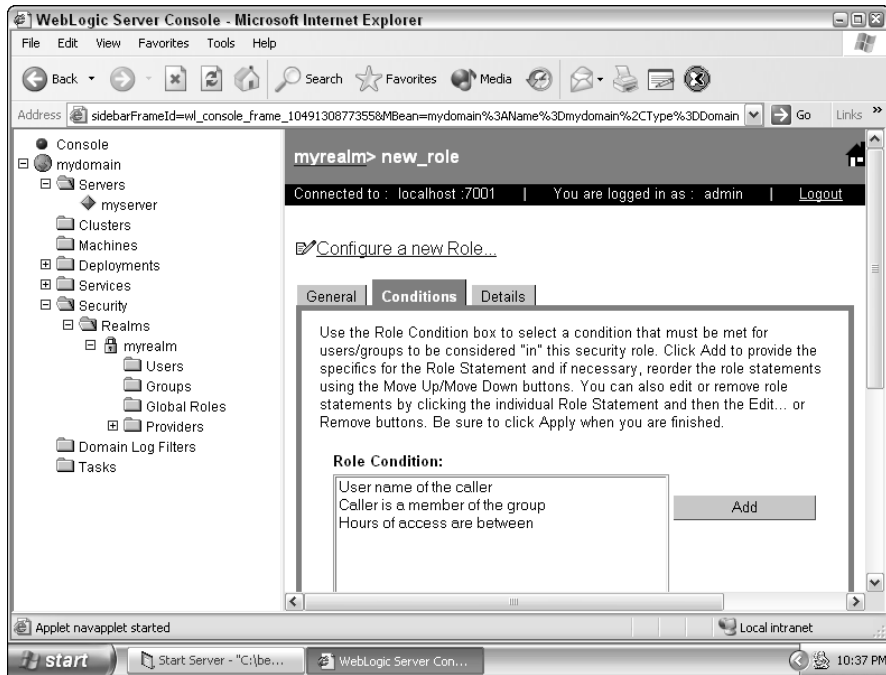 WebLogic Server Console - Microsoft Internet Explorer
File Edit View Favorites Tools Help
Back Search Favorites Media
Address sidebarFrameId=wl_console_frame_1049130877355&MBean=mydomain%3AName%3Dmydomain%2CType%3DDomain Go Links »
Console
mydomain
Servers
myserver
Clusters
Machines
Deployments
Services
Security
Realms
myrealm
Users
Groups
Global Roles
Providers
Domain Log Filters
Tasks
myrealm> new_role
Connected to : localhost :7001 | You are logged in as : admin | Logout
Configure a new Role...
General Conditions Details
Use the Role Condition box to select a condition that must be met for
users/groups to be considered "in" this security role. Click Add to provide the
specifics for the Role Statement and if necessary, reorder the role statements
using the Move Up/Move Down buttons. You can also edit or remove role
statements by clicking the individual Role Statement and then the Edit... or
Remove buttons. Be sure to click Apply when you are finished.
Role Condition:
User name of the caller
Caller is a member of the group
Hours of access are between
Add
Applet navapplet started
Local intranet
start Start Server - "C:\be... WebLogic Server Con... 10:37 PM